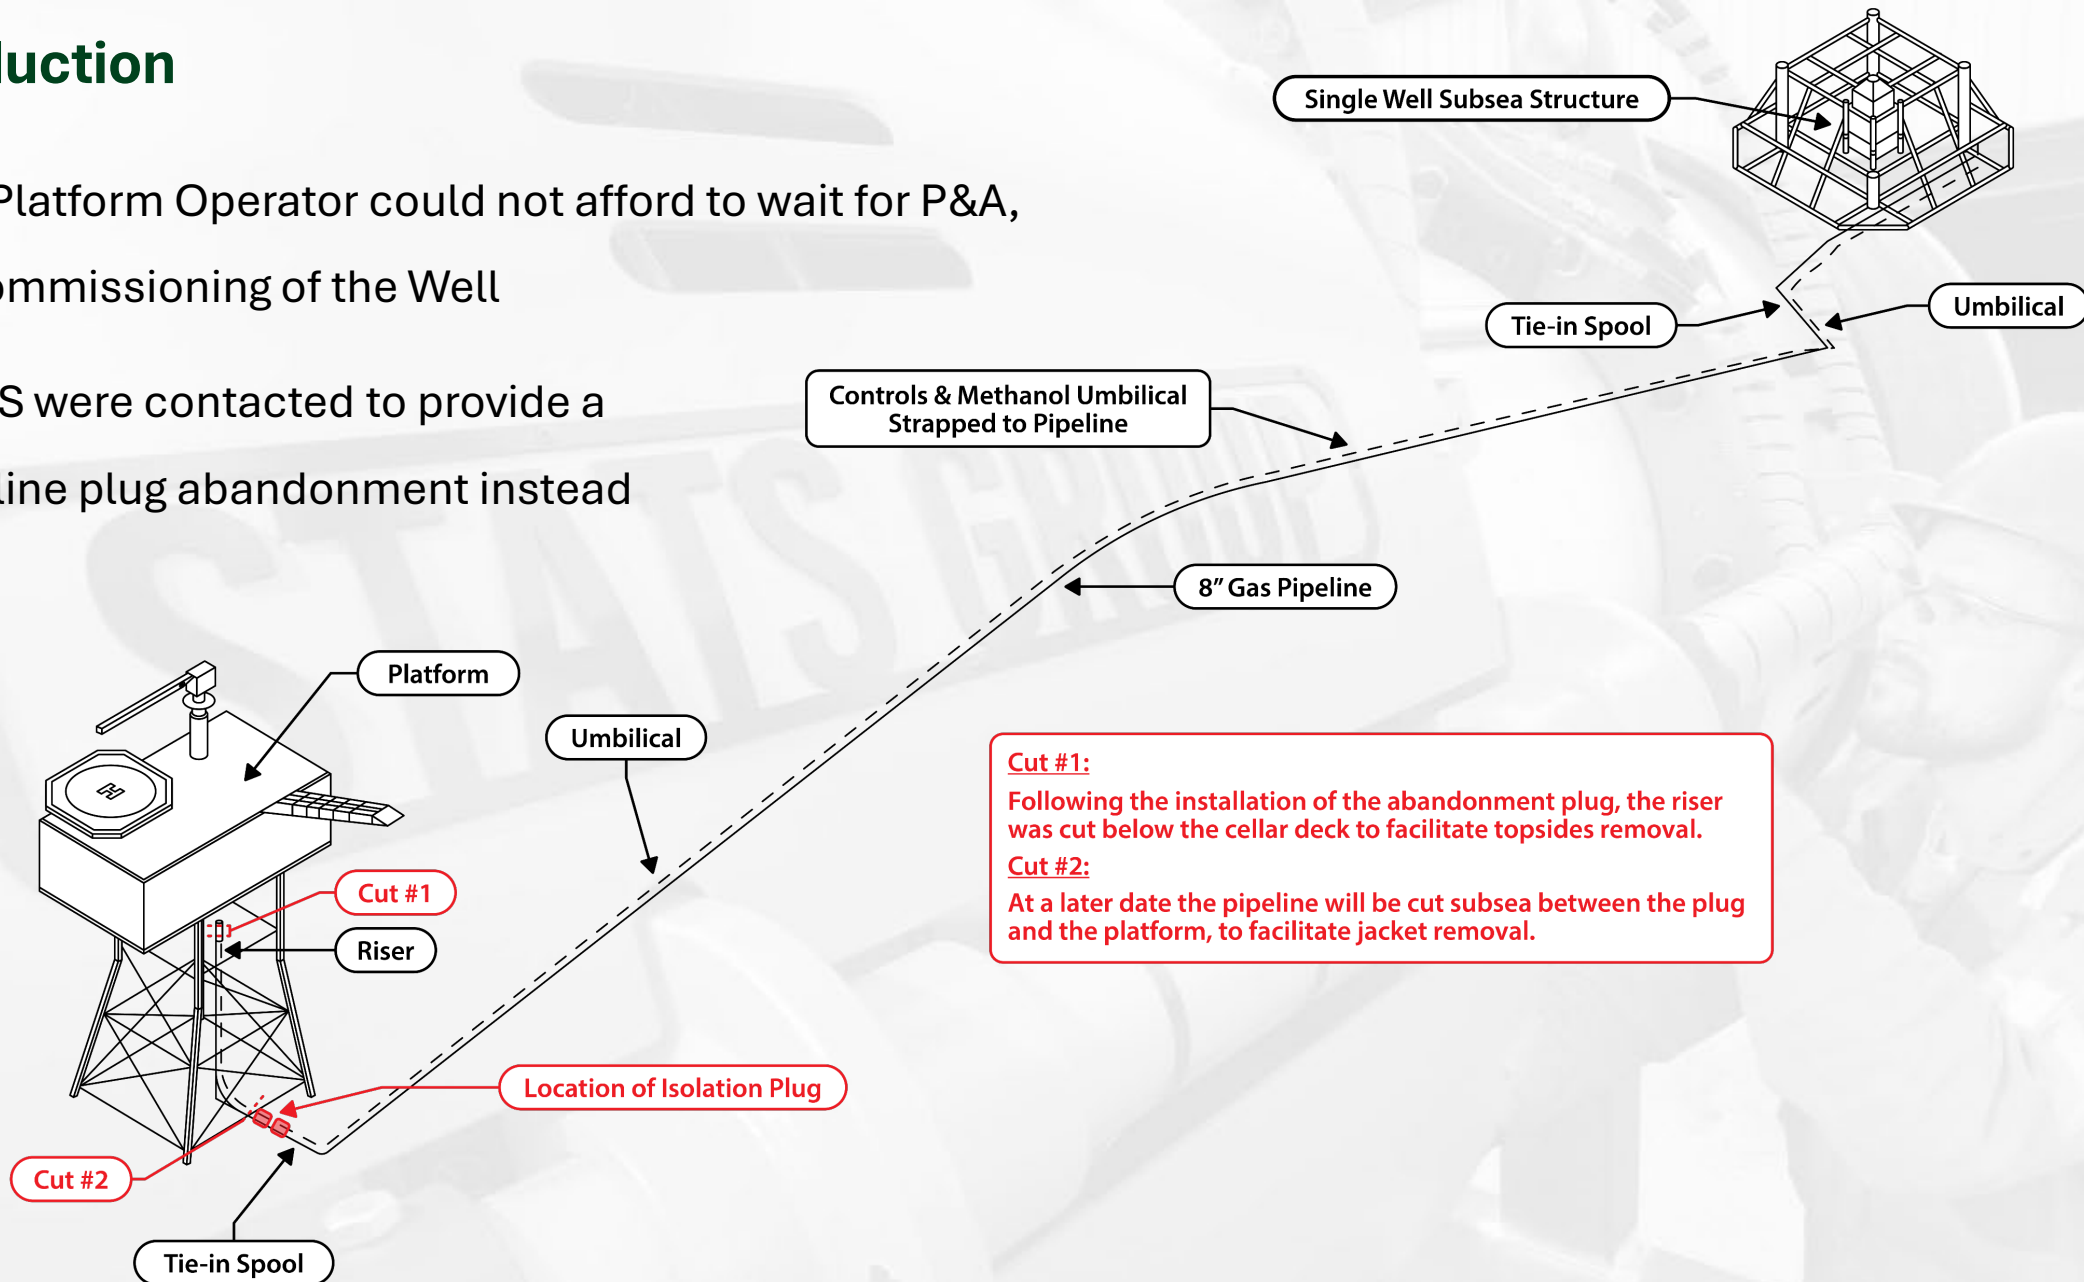 luction
Platform Operator could not afford to wait for P&A,
ommissioning of the Well
S were contacted to provide a
line plug abandonment instead
Single Well Subsea Structure
Tie-in Spool
Umbilical
Controls & Methanol Umbilical
Strapped to Pipeline
8” Gas Pipeline
Platform
Umbilical
H
Cut #1
Riser
Cut #1:
Following the installation of the abandonment plug, the riser
was cut below the cellar deck to facilitate topsides removal.
Cut #2:
At a later date the pipeline will be cut subsea between the plug
and the platform, to facilitate jacket removal.
Location of Isolation Plug
Cut #2
Tie-in Spool
STATS GROUP